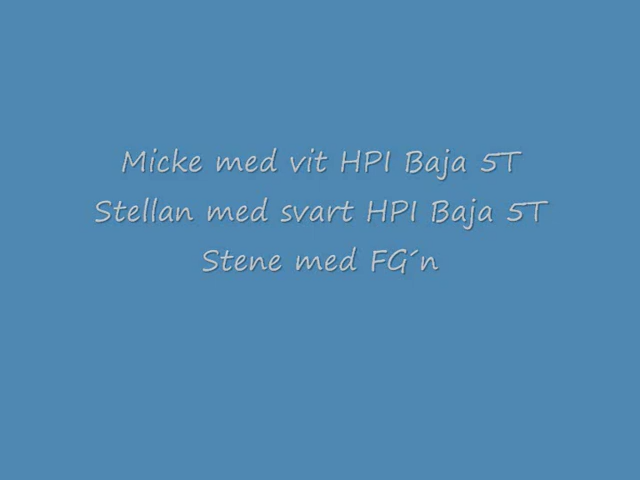 Micke med vit HPI Baja 5T
Stellan med svart HPI Baja 5T
Stene med FG´n